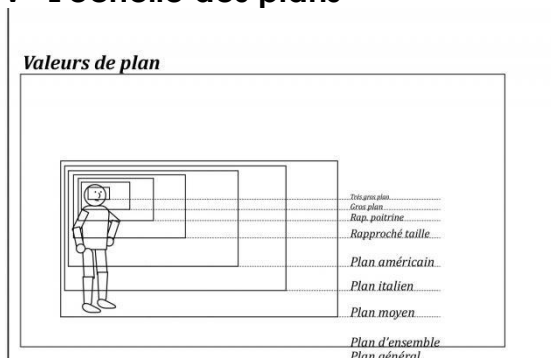 L'échelle des plans
Valeurs de plan
Très gros plan
Gros plan
Rap. poitrine
Rapproché taille
Plan américain
Plan italien
Plan moyen
Plan d'ensemble
Plan général